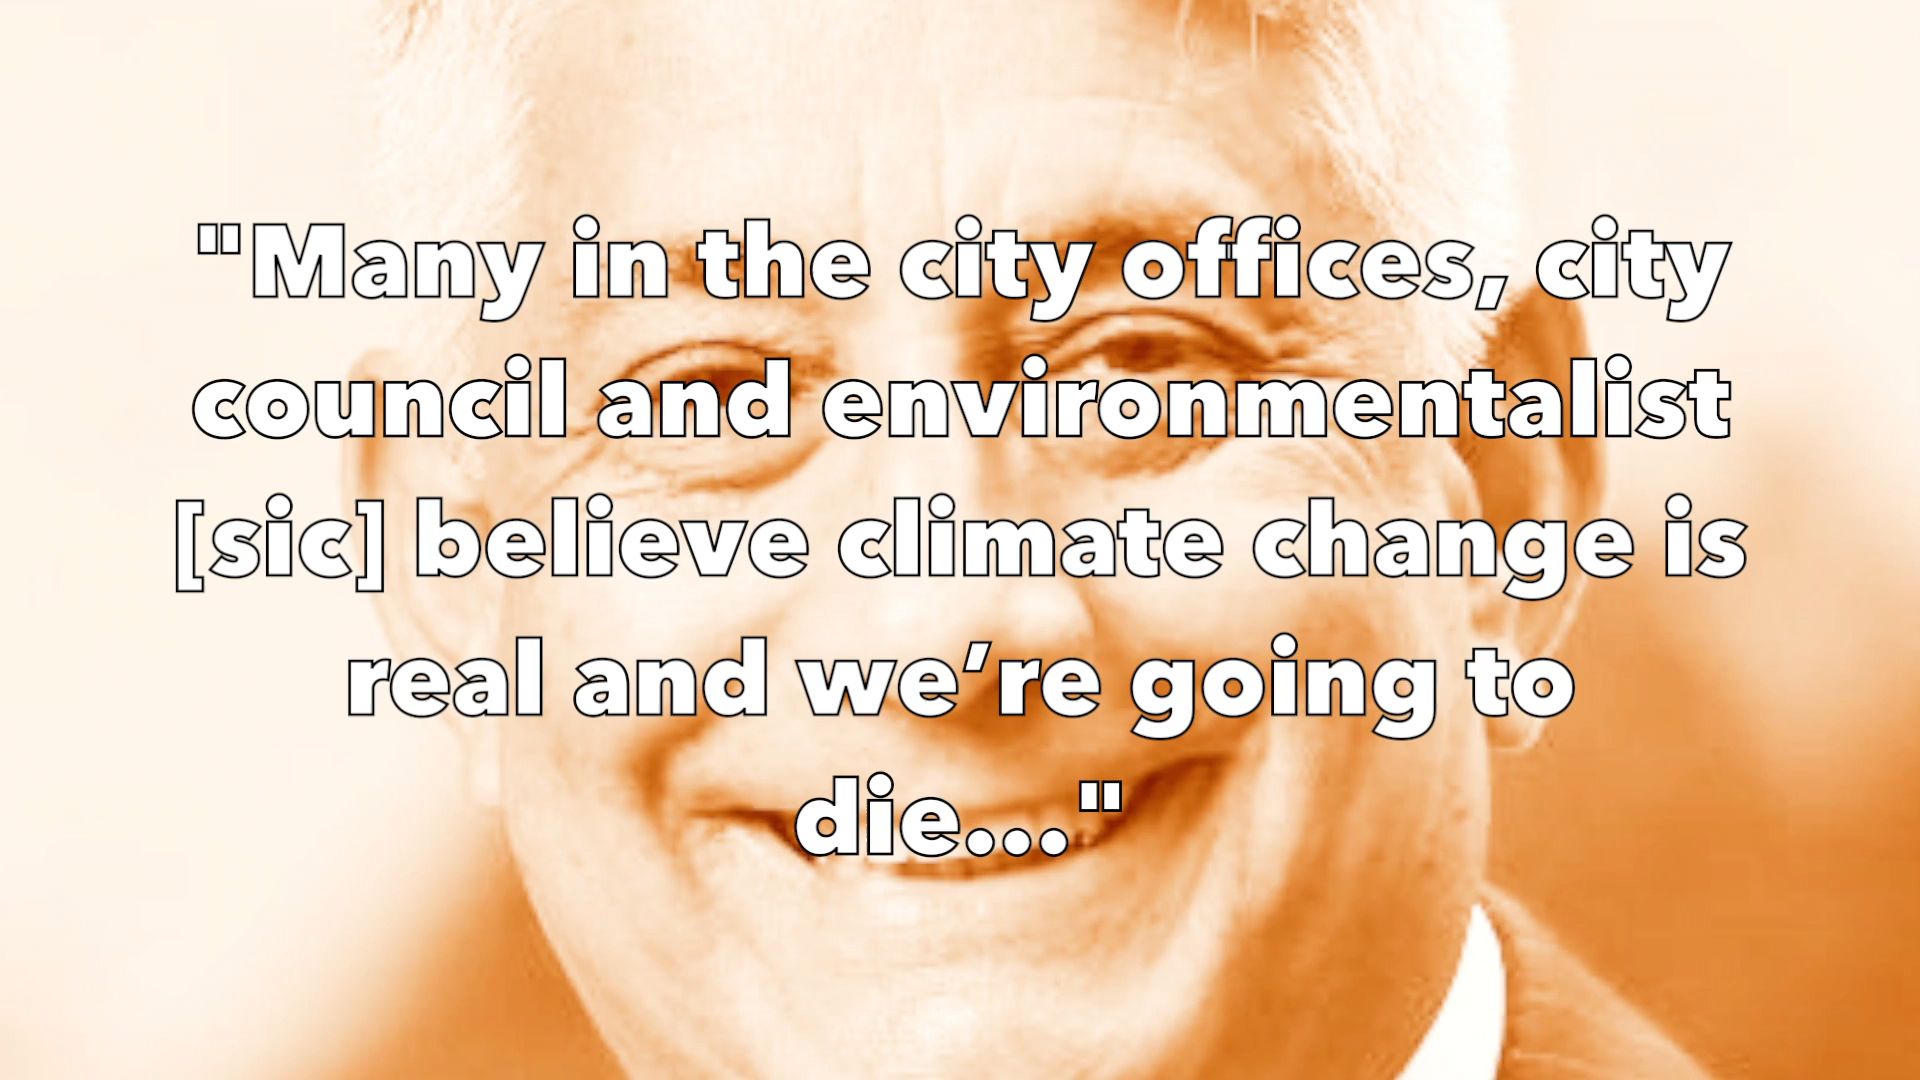 "Many in the city offices, city
council and environmentalist
[sic] believe climate change is
real and we’re going to
die..."